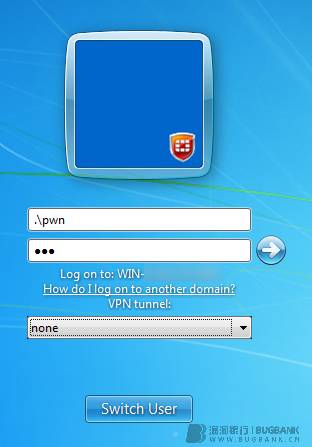 .\pwn
•••
Log on to: WIN-
How do I log on to another domain?
VPN tunnel:
none
Switch User
漏洞银行 | BUGBANK
WWW.BUGBANK.CN